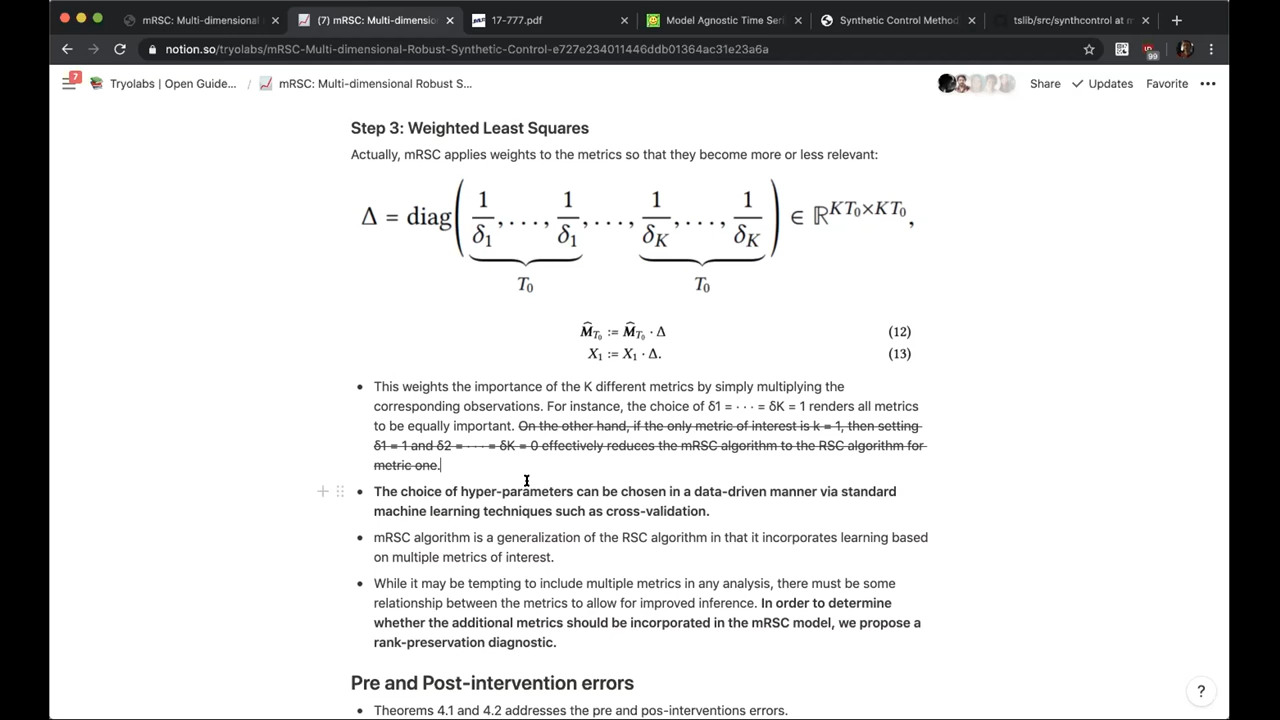 mRSC: Multi-dimensional
(7) mRSC: Multi-dimensio
17-777.pdf
Model Agnostic Time Seri
Synthetic Control Method
tslib/src/synthcontrol at m
notion.so/tryolabs/mRSC-Multi-dimensional-Robust-Synthetic-Control-e727e234011446ddb01364ac31e23a6a
99
7
Tryolabs | Open Guide... / mRSC: Multi-dimensional Robust S...
Share Updates Favorite
Step 3: Weighted Least Squares
Actually, mRSC applies weights to the metrics so that they become more or less relevant:
Δ = diag( 1/δ₁, . . . , 1/δ₁, . . . , 1/δ_K, . . . , 1/δ_K ) ∈ ℝ^{KT₀×KT₀},
T₀ T₀
M̂_{T₀} := M̂_{T₀} · Δ (12)
X₁ := X₁ · Δ. (13)
• This weights the importance of the K different metrics by simply multiplying the
corresponding observations. For instance, the choice of δ1 = · · · = δK = 1 renders all metrics
to be equally important. On the other hand, if the only metric of interest is k = 1, then setting
δ1 = 1 and δ2 = · · · = δK = 0 effectively reduces the mRSC algorithm to the RSC algorithm for
metric one.
• The choice of hyper-parameters can be chosen in a data-driven manner via standard
machine learning techniques such as cross-validation.
• mRSC algorithm is a generalization of the RSC algorithm in that it incorporates learning based
on multiple metrics of interest.
• While it may be tempting to include multiple metrics in any analysis, there must be some
relationship between the metrics to allow for improved inference. In order to determine
whether the additional metrics should be incorporated in the mRSC model, we propose a
rank-preservation diagnostic.
Pre and Post-intervention errors
• Theorems 4.1 and 4.2 addresses the pre and pos-interventions errors.
?